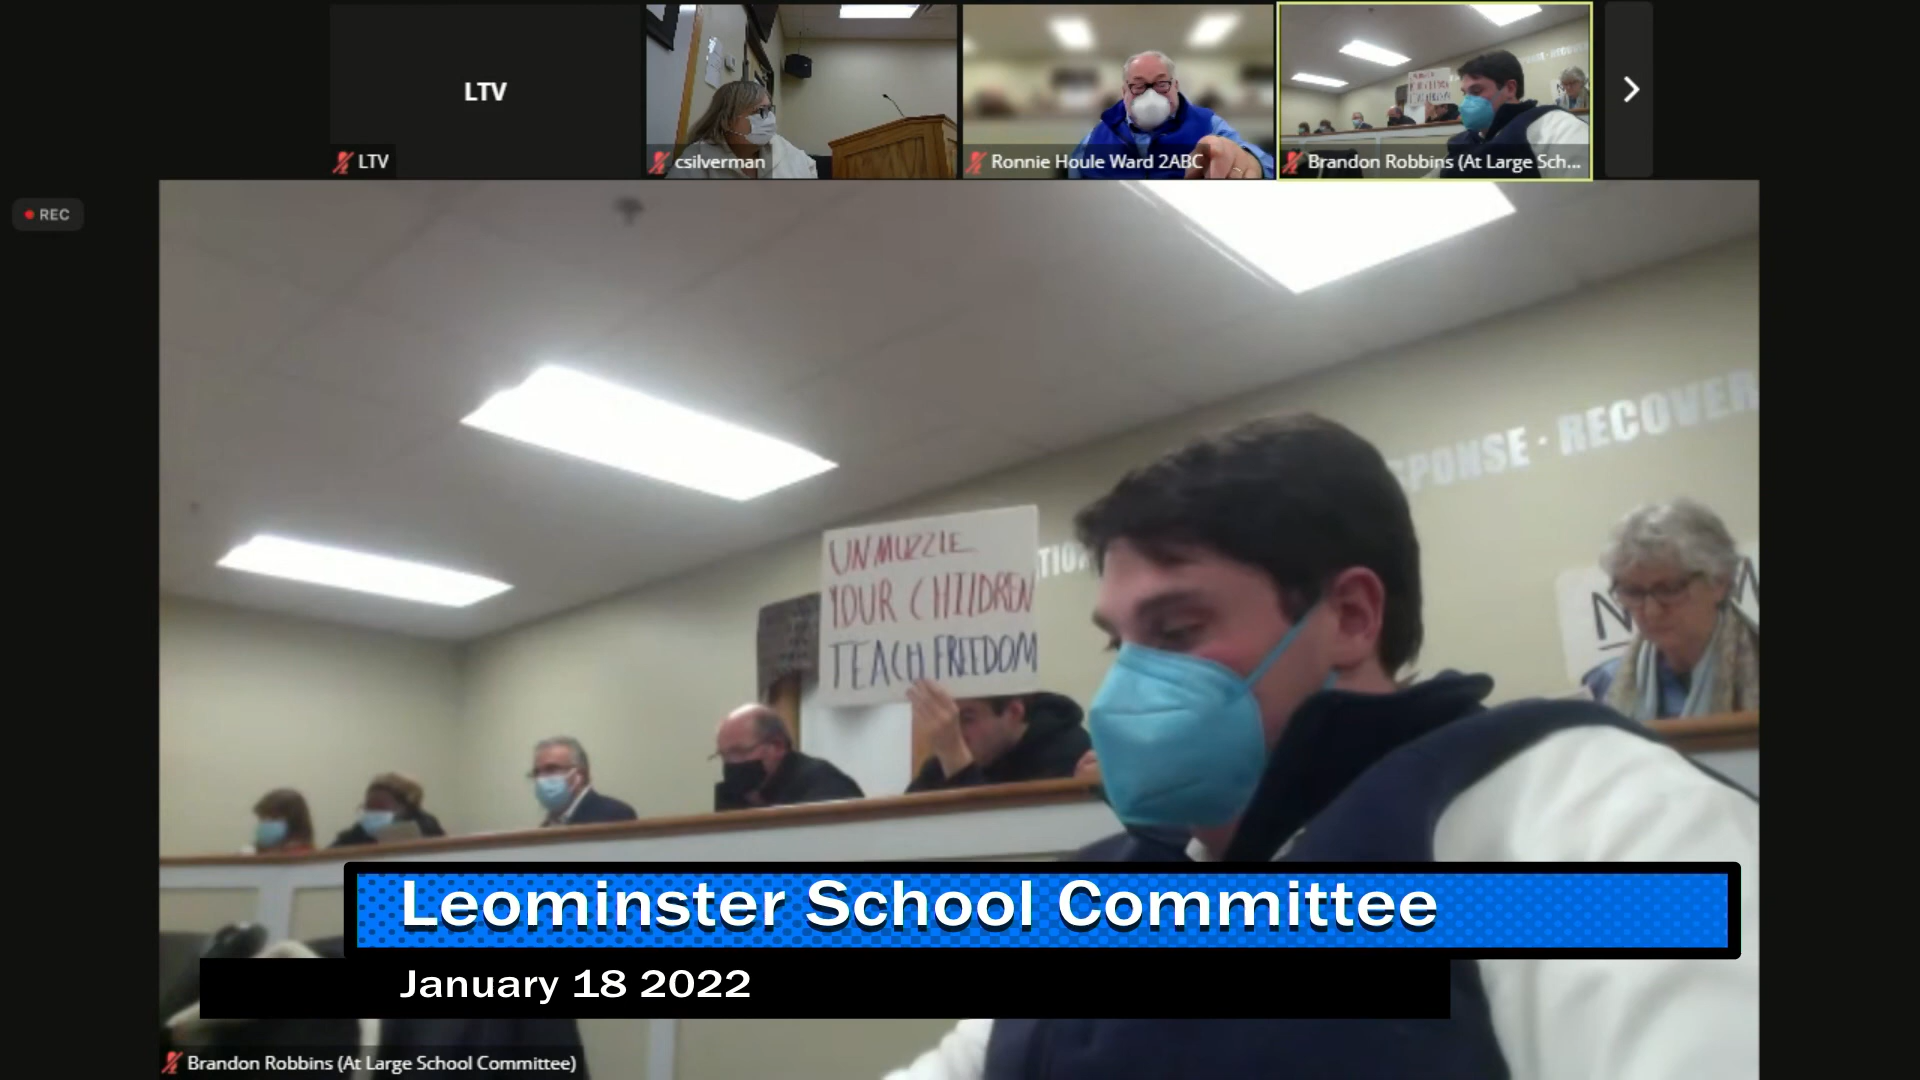 LTV
LTV
csilverman
Ronnie Houle Ward 2ABC
Brandon Robbins (At Large Sch...
REC
RECOVER
UNMUZZLE
YOUR CHILDREN
TEACH FREEDOM
Leominster School Committee
January 18 2022
Brandon Robbins (At Large School Committee)